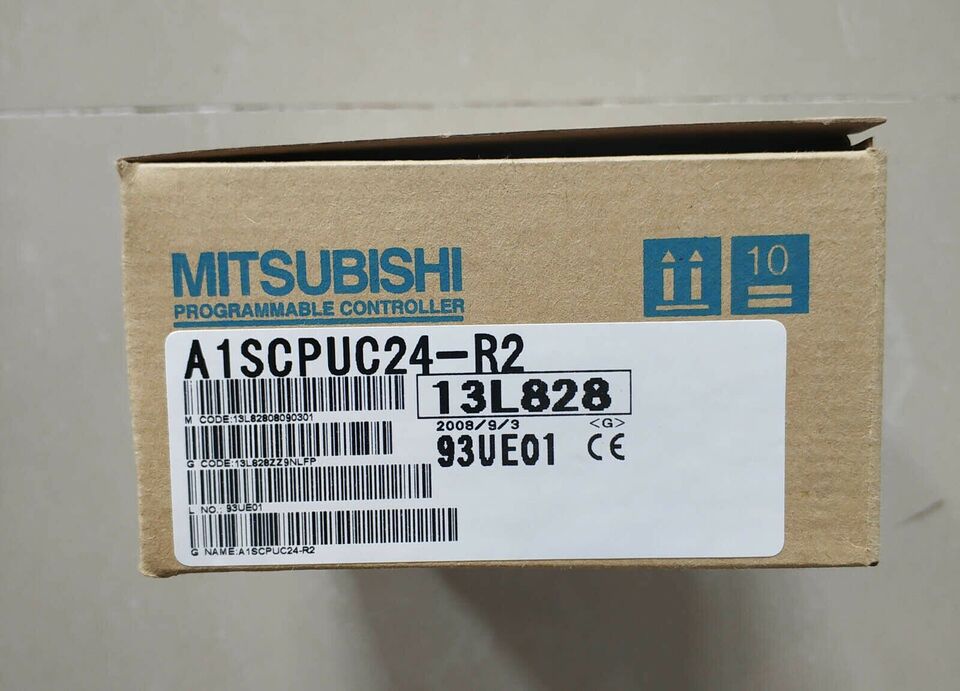 MITSUBISHI
PROGRAMMABLE CONTROLLER
10
A1SCPUC24-R2
13L828
M CODE:13L82808090301
2008/9/3 <G>
93UE01 CE
G CODE:13L828ZZ9NLFP
L NO.: 93UE01
G NAME:A1SCPUC24-R2